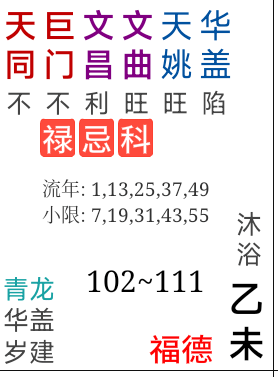 天同 巨门 文昌 文曲 天姚 华盖
不 不 利 旺 旺 陷
禄 忌 科
流年: 1,13,25,37,49
小限: 7,19,31,43,55
沐浴
102~111
青龙
华盖
岁建
福德
乙未